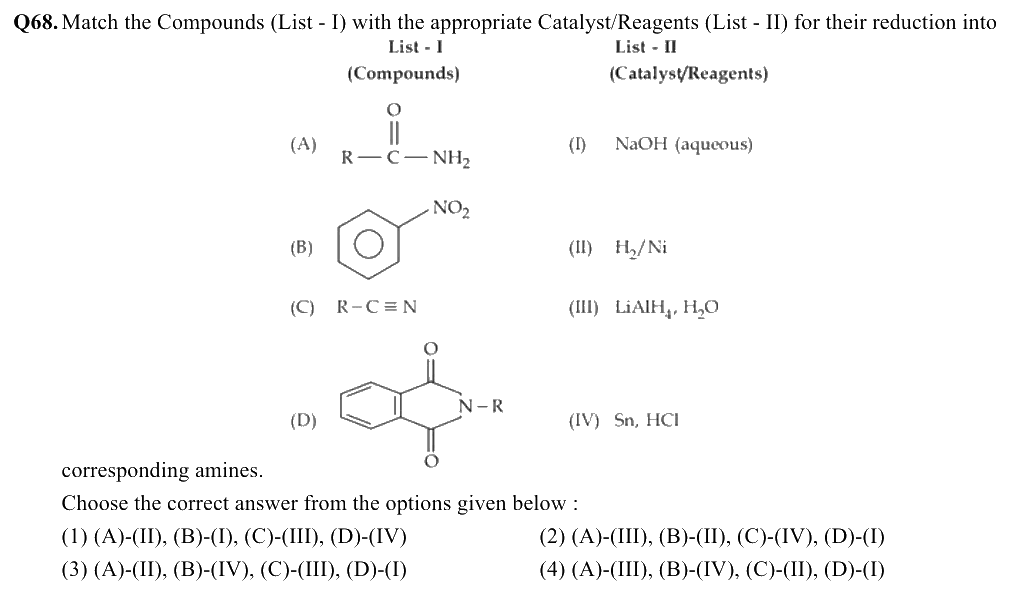 Q68. Match the Compounds (List - I) with the appropriate Catalyst/Reagents (List - II) for their reduction into
List - I List - II
(Compounds) (Catalyst/Reagents)
O
(A) R—C—NH₂ (I) NaOH (aqueous)
NO₂
(B) (II) H₂/Ni
(C) R–C≡N (III) LiAlH₄, H₂O
O
N–R
(D) (IV) Sn, HCl
O
corresponding amines.
Choose the correct answer from the options given below :
(1) (A)-(II), (B)-(I), (C)-(III), (D)-(IV) (2) (A)-(III), (B)-(II), (C)-(IV), (D)-(I)
(3) (A)-(II), (B)-(IV), (C)-(III), (D)-(I) (4) (A)-(III), (B)-(IV), (C)-(II), (D)-(I)